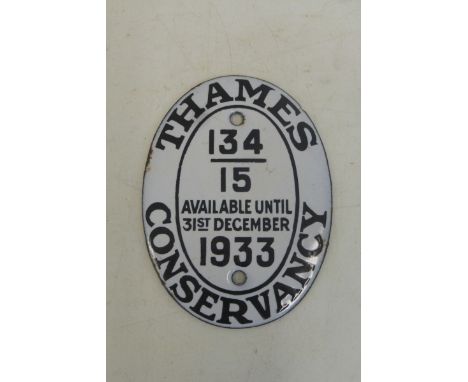 THAMES
134
15
AVAILABLE UNTIL
31ST DECEMBER
1933
CONSERVANCY